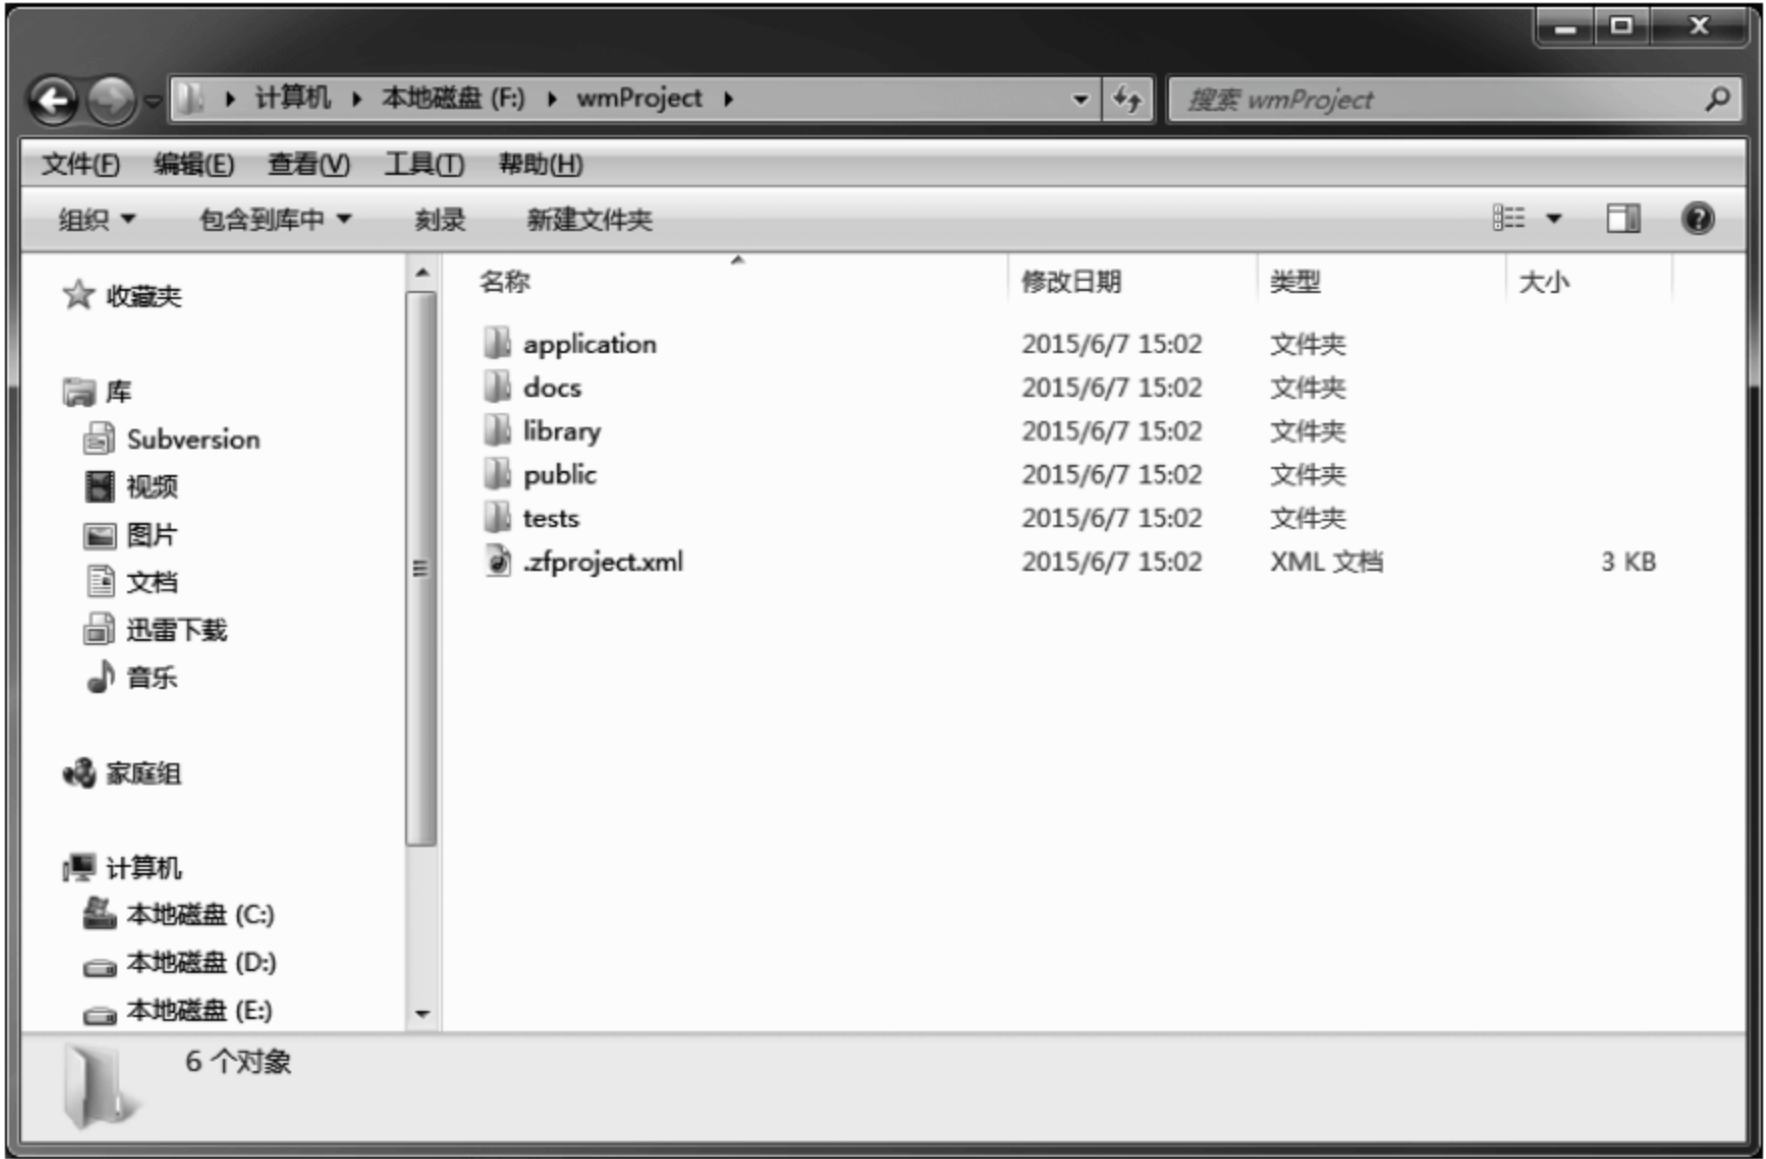 计算机 本地磁盘 (F:) wmProject 搜索 wmProject
文件(F) 编辑(E) 查看(V) 工具(T) 帮助(H)
组织 包含到库中 刻录 新建文件夹
收藏夹
库
Subversion
视频
图片
文档
迅雷下载
音乐
家庭组
计算机
本地磁盘 (C:)
本地磁盘 (D:)
本地磁盘 (E:)
名称 修改日期 类型 大小
application 2015/6/7 15:02 文件夹
docs 2015/6/7 15:02 文件夹
library 2015/6/7 15:02 文件夹
public 2015/6/7 15:02 文件夹
tests 2015/6/7 15:02 文件夹
.zfproject.xml 2015/6/7 15:02 XML 文档 3 KB
6 个对象